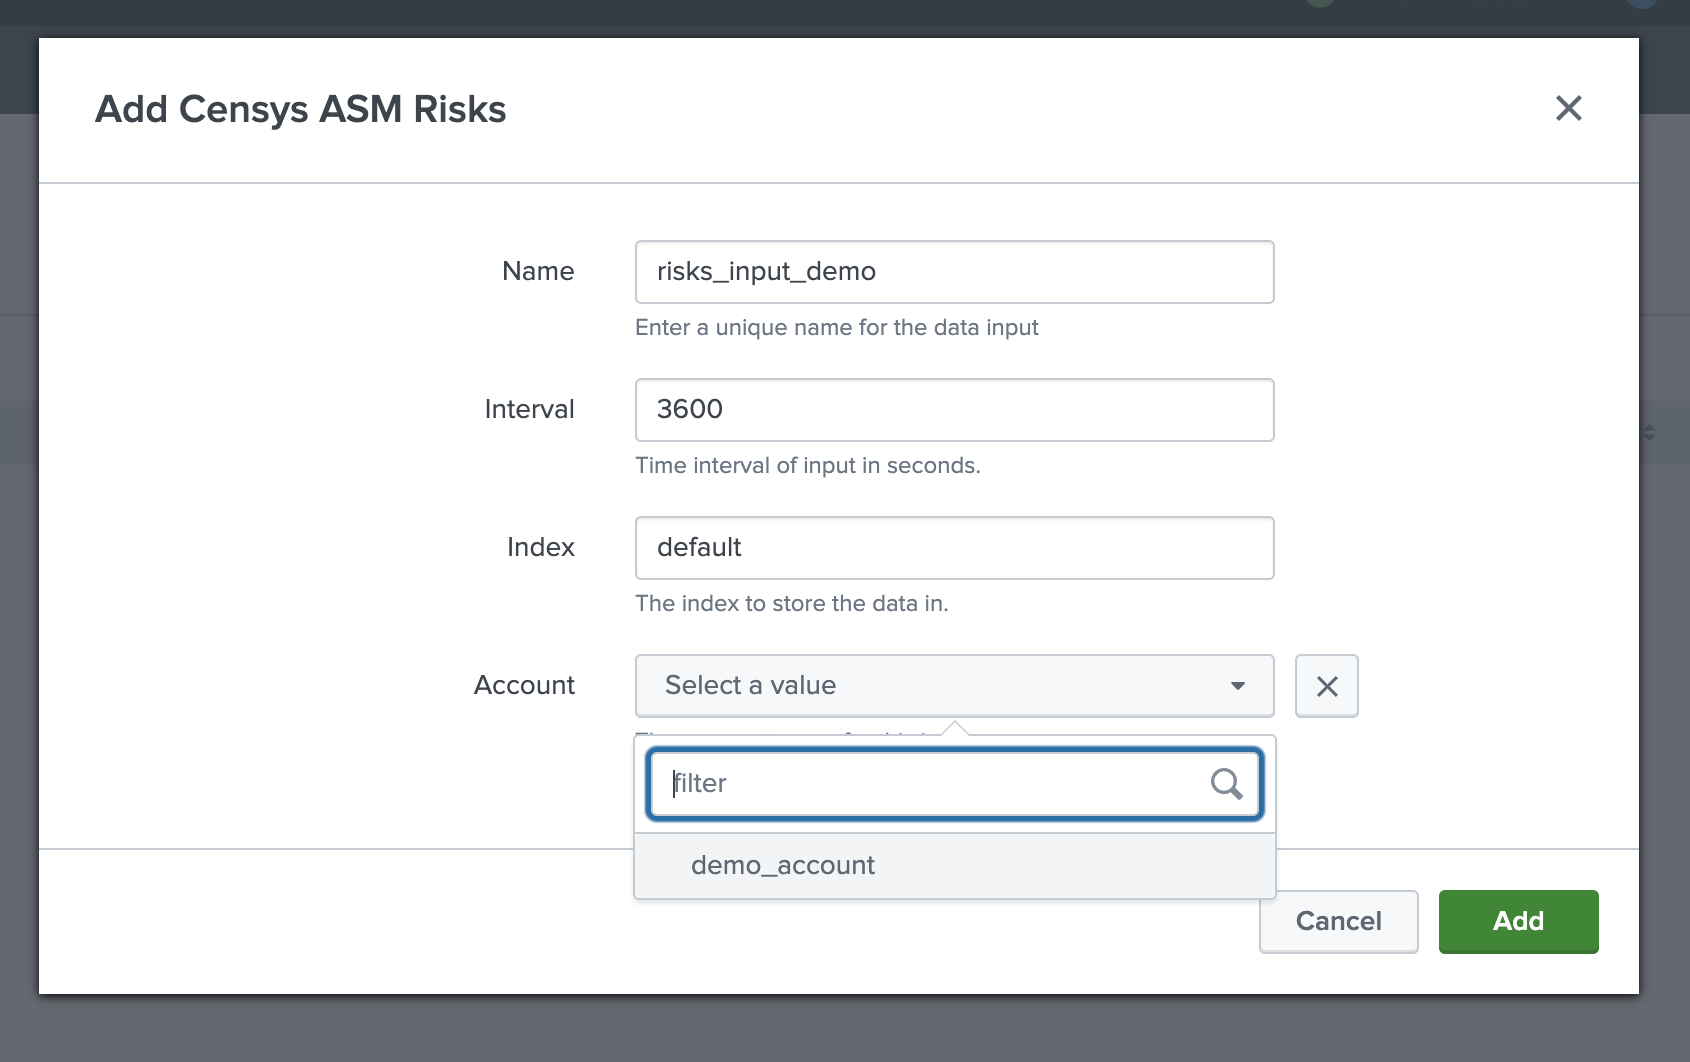 Add Censys ASM Risks
Name
risks_input_demo
Enter a unique name for the data input
Interval
3600
Time interval of input in seconds.
Index
default
The index to store the data in.
Account
Select a value
filter
demo_account
Cancel
Add